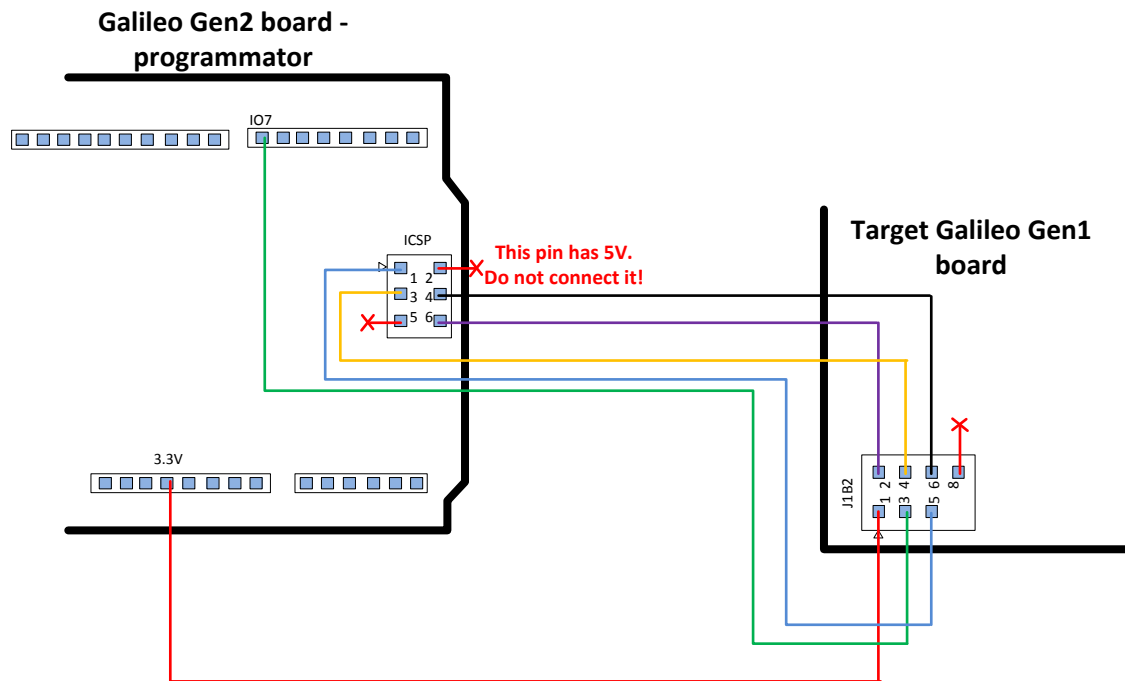 Galileo Gen2 board -
programmator
IO7
ICSP
This pin has 5V.
Do not connect it!
1 2
3 4
5 6
Target Galileo Gen1
board
3.3V
J1B2
2 4 6 8
1 3 5